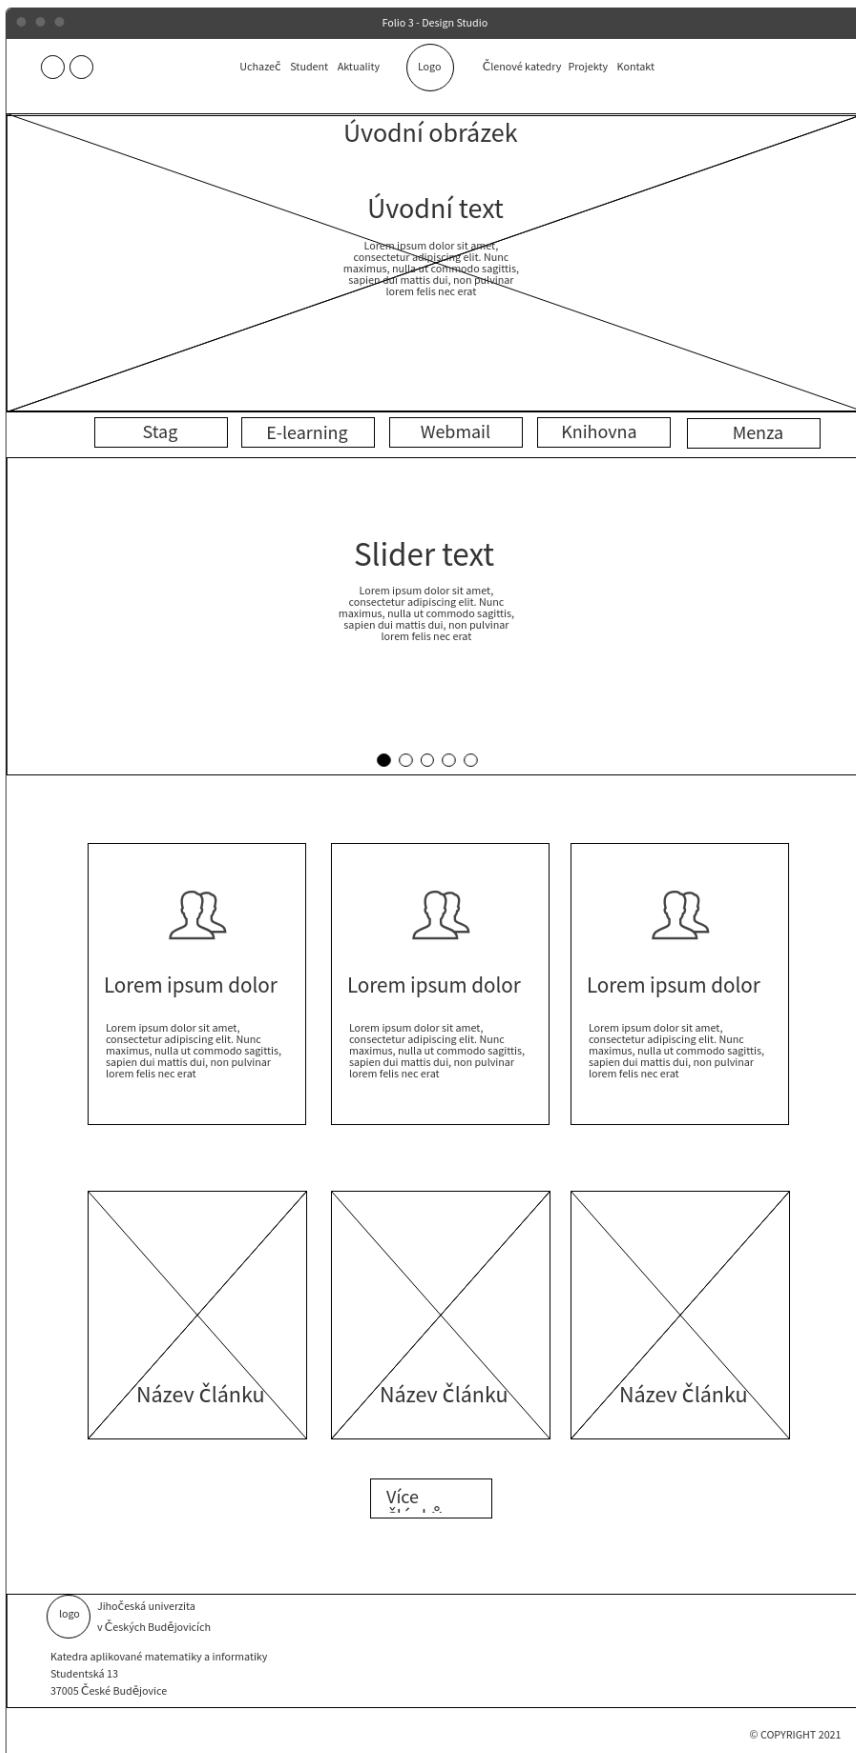 Folio 3 - Design Studio
Uchazeč Student Aktuality Logo Členové katedry Projekty Kontakt
Úvodní obrázek
Úvodní text
Lorem ipsum dolor sit amet,
consectetur adipiscing elit. Nunc
maximus, nulla ut commodo sagittis,
sapien dui mattis dui, non pulvinar
lorem felis nec erat
Stag E-learning Webmail Knihovna Menza
Slider text
Lorem ipsum dolor sit amet,
consectetur adipiscing elit. Nunc
maximus, nulla ut commodo sagittis,
sapien dui mattis dui, non pulvinar
lorem felis nec erat
Lorem ipsum dolor
Lorem ipsum dolor sit amet,
consectetur adipiscing elit. Nunc
maximus, nulla ut commodo sagittis,
sapien dui mattis dui, non pulvinar
lorem felis nec erat
Lorem ipsum dolor
Lorem ipsum dolor sit amet,
consectetur adipiscing elit. Nunc
maximus, nulla ut commodo sagittis,
sapien dui mattis dui, non pulvinar
lorem felis nec erat
Lorem ipsum dolor
Lorem ipsum dolor sit amet,
consectetur adipiscing elit. Nunc
maximus, nulla ut commodo sagittis,
sapien dui mattis dui, non pulvinar
lorem felis nec erat
Název článku
Název článku
Název článku
Více
logo
Jihočeská univerzita
v Českých Budějovicích
Katedra aplikované matematiky a informatiky
Studentská 13
37005 České Budějovice
© COPYRIGHT 2021